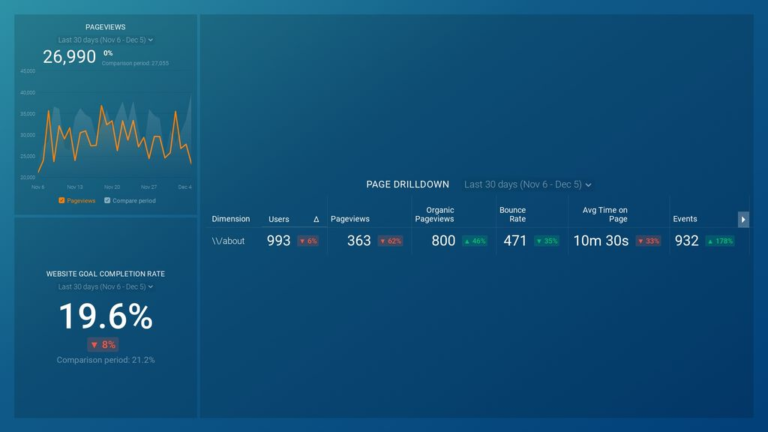 PAGEVIEWS
Last 30 days (Nov 6 - Dec 5)
26,990
0%
45,000
40,000
35,000
30,000
25,000
20,000
Nov 6
Nov 13
Nov 20
Nov 27
Dec 4
Pageviews
Compare period
WEBSITE GOAL COMPLETION RATE
Last 30 days (Nov 6 - Dec 5)
19.6%
▼ 8%
Comparison period: 21.2%
PAGE DRILLDOWN Last 30 days (Nov 6 - Dec 5)
Dimension Users Δ Pageviews Organic Pageviews Bounce Rate Avg Time on Page Events
\\/about 993 ▼ 6% 363 ▼ 62% 800 ▲ 46% 471 ▼ 35% 10m 30s ▼ 33% 932 ▲ 178%